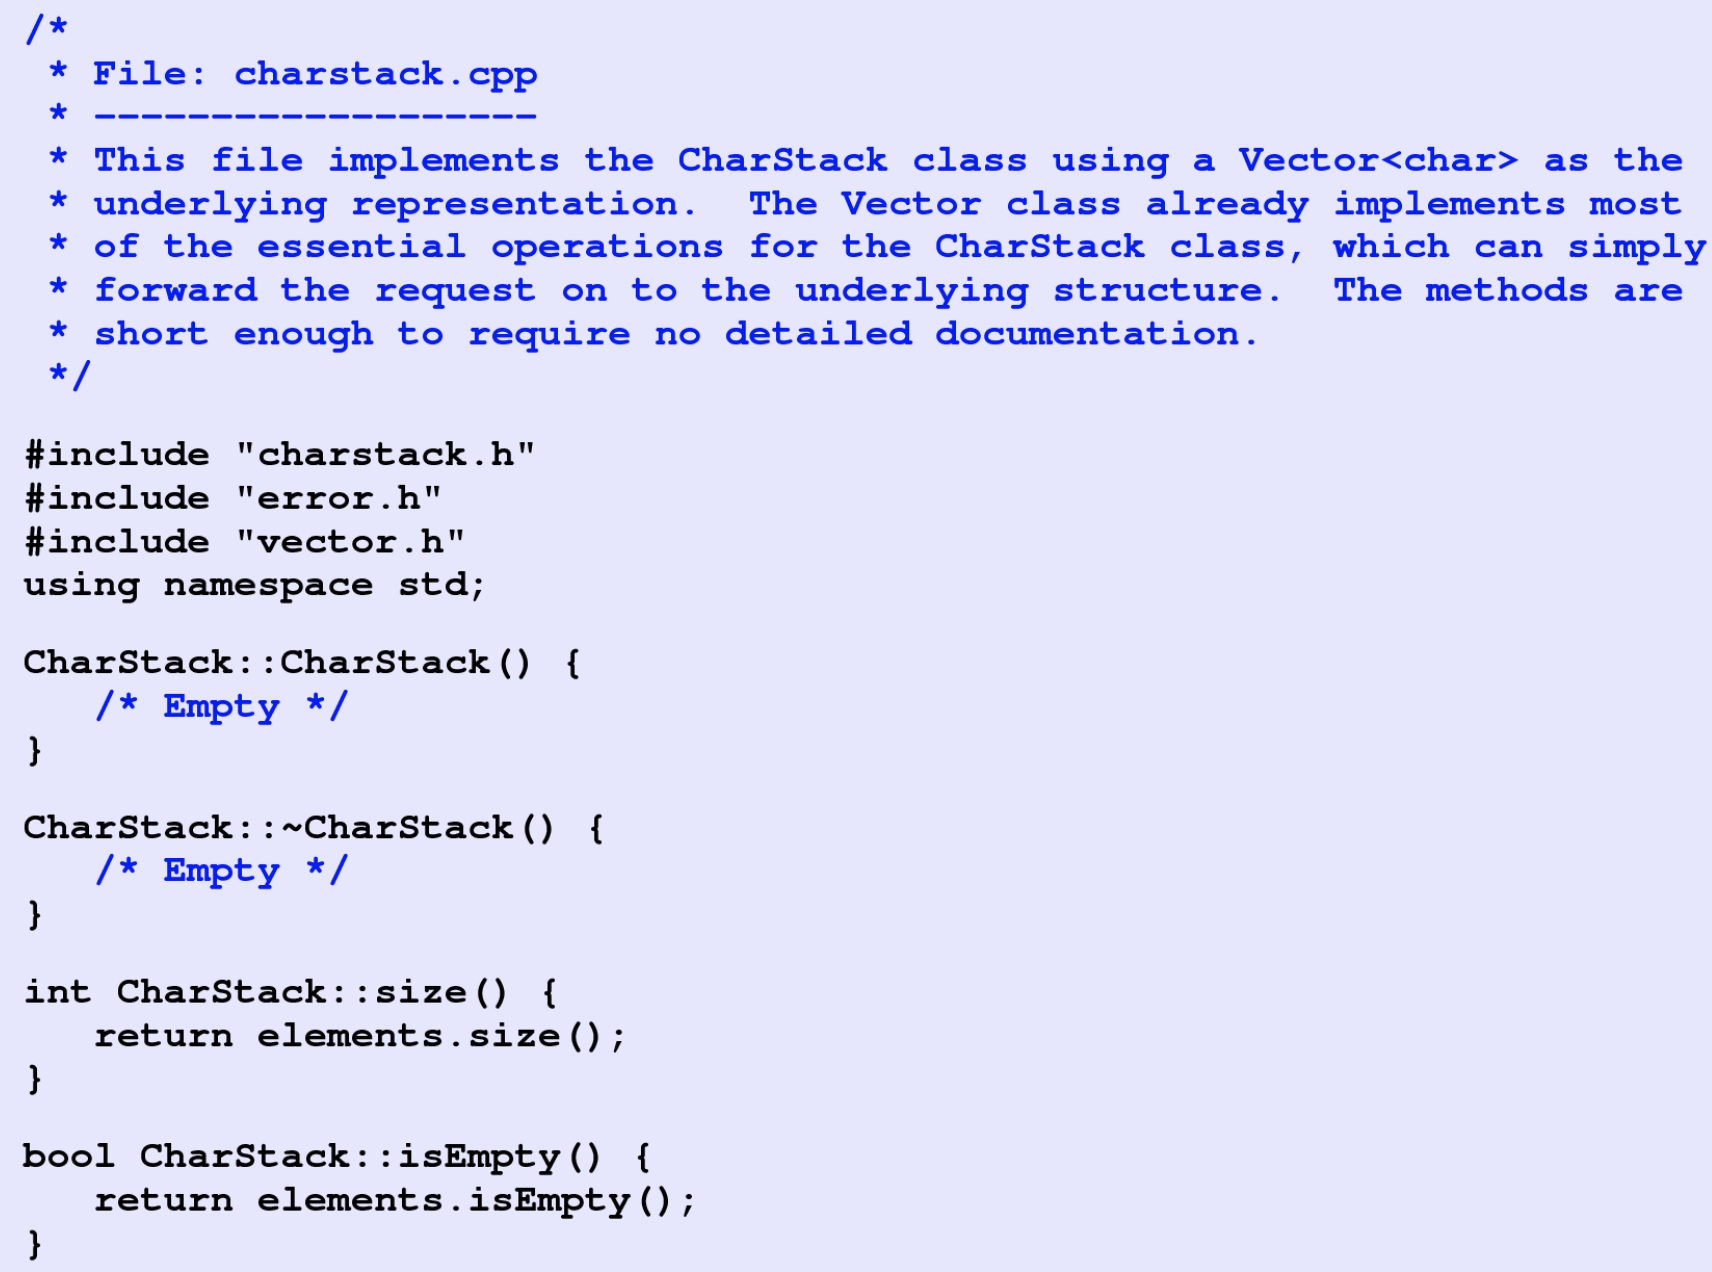 /*
 * File: charstack.cpp
 * -------------------
 * This file implements the CharStack class using a Vector<char> as the
 * underlying representation.  The Vector class already implements most
 * of the essential operations for the CharStack class, which can simply
 * forward the request on to the underlying structure.  The methods are
 * short enough to require no detailed documentation.
 */

#include "charstack.h"
#include "error.h"
#include "vector.h"
using namespace std;

CharStack::CharStack() {
   /* Empty */
}

CharStack::~CharStack() {
   /* Empty */
}

int CharStack::size() {
   return elements.size();
}

bool CharStack::isEmpty() {
   return elements.isEmpty();
}